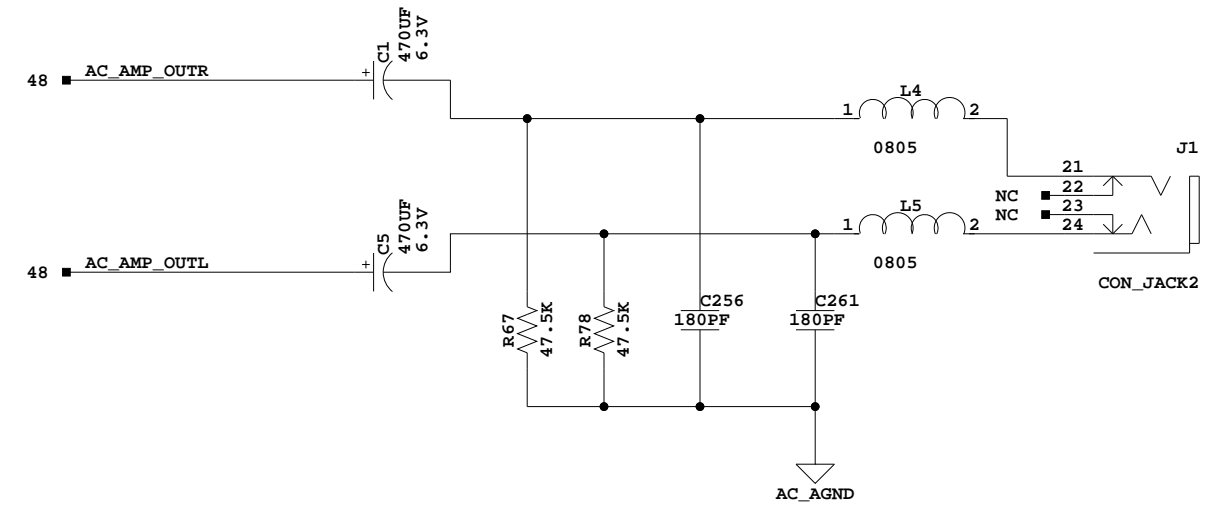 48 AC_AMP_OUTR
+
C1
470UF
6.3V
1 L4 2
0805
J1
21
NC 22
NC 23
24
48 AC_AMP_OUTL
+
C5
470UF
6.3V
1 L5 2
0805
CON_JACK2
R67
47.5K
R78
47.5K
C256
180PF
C261
180PF
AC_AGND